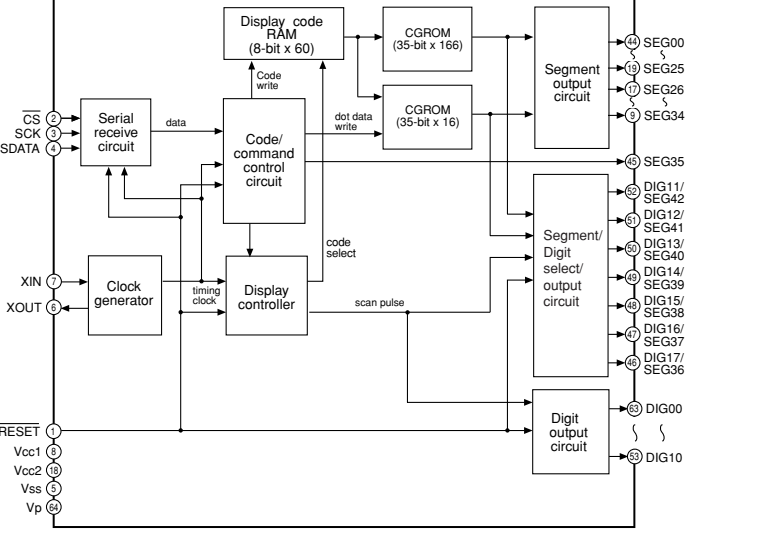 Display code
RAM
(8-bit x 60)
CGROM
(35-bit x 166)
Segment
output
circuit
44 SEG00
19 SEG25
17 SEG26
9 SEG34
Code
write
CGROM
(35-bit x 16)
CS 2
SCK 3
SDATA 4
Serial
receive
circuit
data
Code/
command
control
circuit
dot data
write
45 SEG35
52 DIG11/
SEG42
51 DIG12/
SEG41
50 DIG13/
SEG40
49 DIG14/
SEG39
48 DIG15/
SEG38
47 DIG16/
SEG37
46 DIG17/
SEG36
Segment/
Digit
select/
output
circuit
code
select
XIN 7
XOUT 6
Clock
generator
timing
clock
Display
controller
scan pulse
Digit
output
circuit
63 DIG00
53 DIG10
RESET 1
Vcc1 8
Vcc2 18
Vss 5
Vp 64